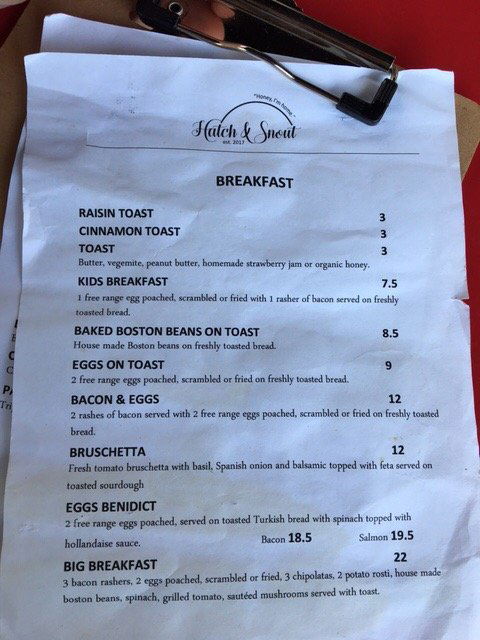 "Honey, I'm home."
Hatch & Snout
est. 2017
BREAKFAST
RAISIN TOAST 3
CINNAMON TOAST 3
TOAST 3
Butter, vegemite, peanut butter, homemade strawberry jam or organic honey.
KIDS BREAKFAST 7.5
1 free range egg poached, scrambled or fried with 1 rasher of bacon served on freshly
toasted bread.
BAKED BOSTON BEANS ON TOAST 8.5
House made Boston beans on freshly toasted bread.
EGGS ON TOAST 9
2 free range eggs poached, scrambled or fried on freshly toasted bread.
BACON & EGGS 12
2 rashes of bacon served with 2 free range eggs poached, scrambled or fried on freshly toasted
bread.
BRUSCHETTA 12
Fresh tomato bruschetta with basil, Spanish onion and balsamic topped with feta served on
toasted sourdough
EGGS BENIDICT
2 free range eggs poached, served on toasted Turkish bread with spinach topped with
hollandaise sauce. Bacon 18.5 Salmon 19.5
BIG BREAKFAST 22
3 bacon rashers, 2 eggs poached, scrambled or fried, 3 chipolatas, 2 potato rosti, house made
boston beans, spinach, grilled tomato, sautéed mushrooms served with toast.